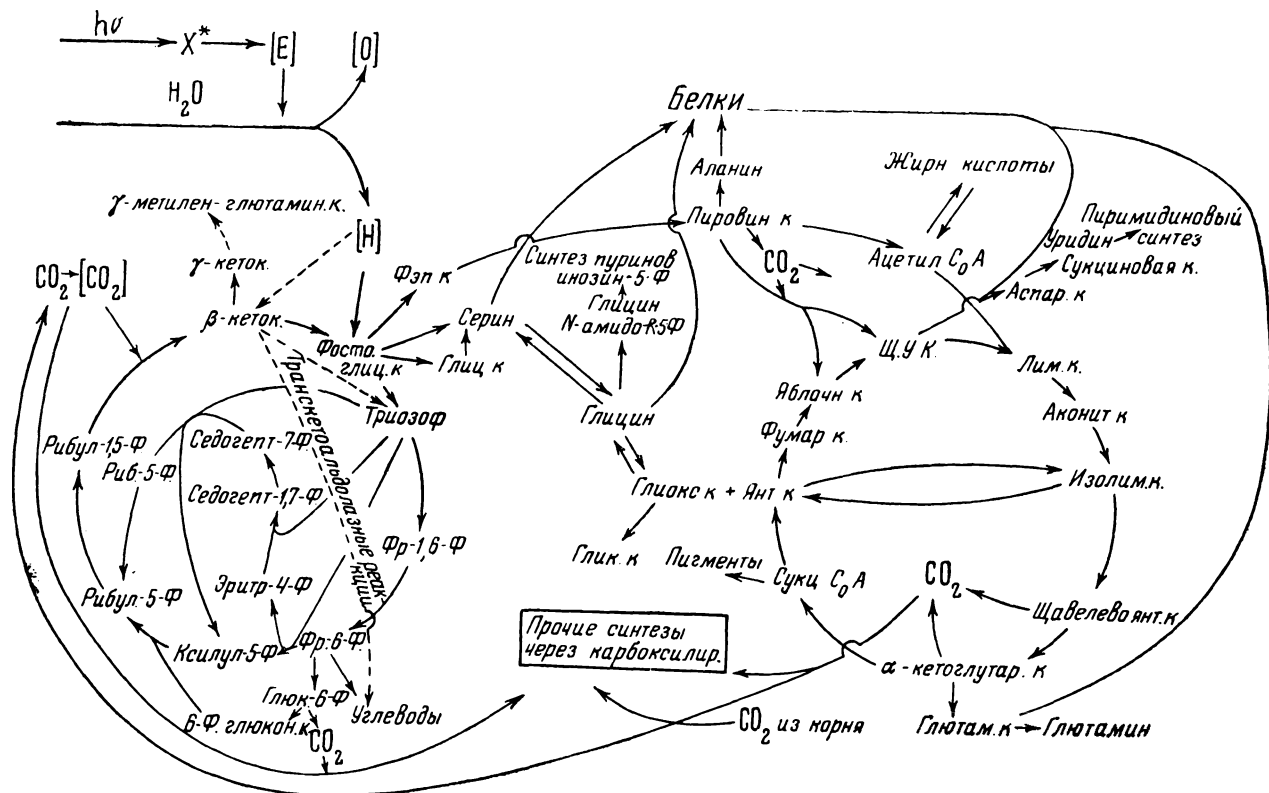 hν
X* [E] [O]
H₂O
Белки
Аланин
Жирн кислоты
γ-метилен-глютамин.к.
Пировин к
Пиримидиновый
Уридин синтез
[H]
γ-кеток.
Фэп к
Синтез пуринов
инозин-5-Ф
CO₂
Ацетил CoA
Сукциновая к.
CO₂ [CO₂]
Глицин
Аспар. к
β-кеток.
Серин
N-амидо-R-5Ф
Фосфо.
глиц. к
Глиц к
Щ.У К.
Лим. к.
Триозоф
Глицин
Яблочн к
Аконит к
Рибул-1,5-Ф
Седогепт-7-Ф.
Транскетоальдолазные реак-
кции
Фумар к.
Риб-5-Ф.
Седогепт-1,7-Ф
Глиокс к + Янт к
Изолим.к.
Фр-1,6-Ф
Глик. к
Пигменты
Сукц CoA
CO₂
Эритр-4-Ф
Рибул.-5-Ф
Щавелевоянт.к
Ксилул-5-Ф
Фр-6-Ф.
Прочие синтезы
через карбоксилир.
α-кетоглутар. к
Глюк-6-Ф
Углеводы
6-Ф. глюкон.к
CO₂
CO₂ из корня
Глютам. к Глютамин